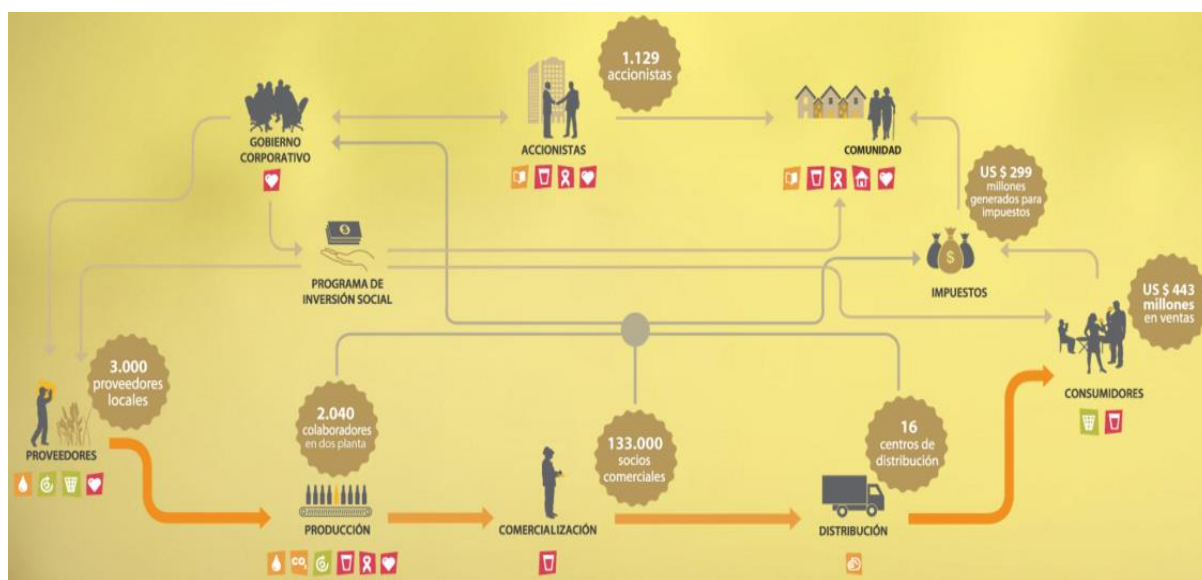 1.129
accionistas
GOBIERNO
CORPORATIVO
ACCIONISTAS
COMUNIDAD
US $ 299
millones
generados para
impuestos
PROGRAMA DE
INVERSIÓN SOCIAL
IMPUESTOS
US $ 443
millones
en ventas
CONSUMIDORES
3.000
proveedores
locales
PROVEEDORES
2.040
colaboradores
en dos planta
PRODUCCIÓN
CO₂
133.000
socios
comerciales
COMERCIALIZACIÓN
16
centros de
distribución
DISTRIBUCIÓN